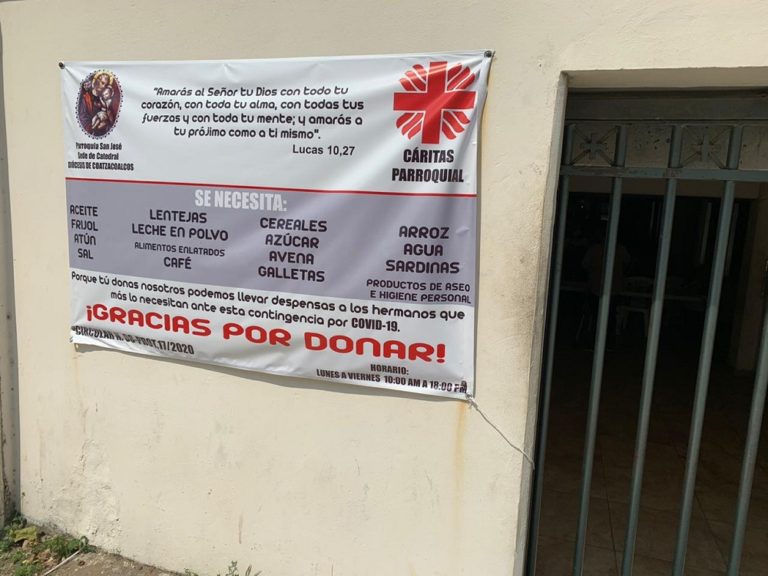 "Amarás al Señor tu Dios con todo tu
corazón, con toda tu alma, con todas tus
fuerzas y con toda tu mente; y amarás a
tu prójimo como a ti mismo".
Lucas 10,27
Parroquia San José
Sede de Catedral
DIÓCESIS DE COATZACOALCOS
CÁRITAS
PARROQUIAL
SE NECESITA:
ACEITE
FRIJOL
ATÚN
SAL
LENTEJAS
LECHE EN POLVO
ALIMENTOS ENLATADOS
CAFÉ
CEREALES
AZÚCAR
AVENA
GALLETAS
ARROZ
AGUA
SARDINAS
PRODUCTOS DE ASEO
E HIGIENE PERSONAL
Porque tú donas nosotros podemos llevar despensas a los hermanos que
más lo necesitan ante esta contingencia por COVID-19.
¡GRACIAS POR DONAR!
PROT.17/2020
HORARIO:
LUNES A VIERNES 10:00 AM A 18:00 PM